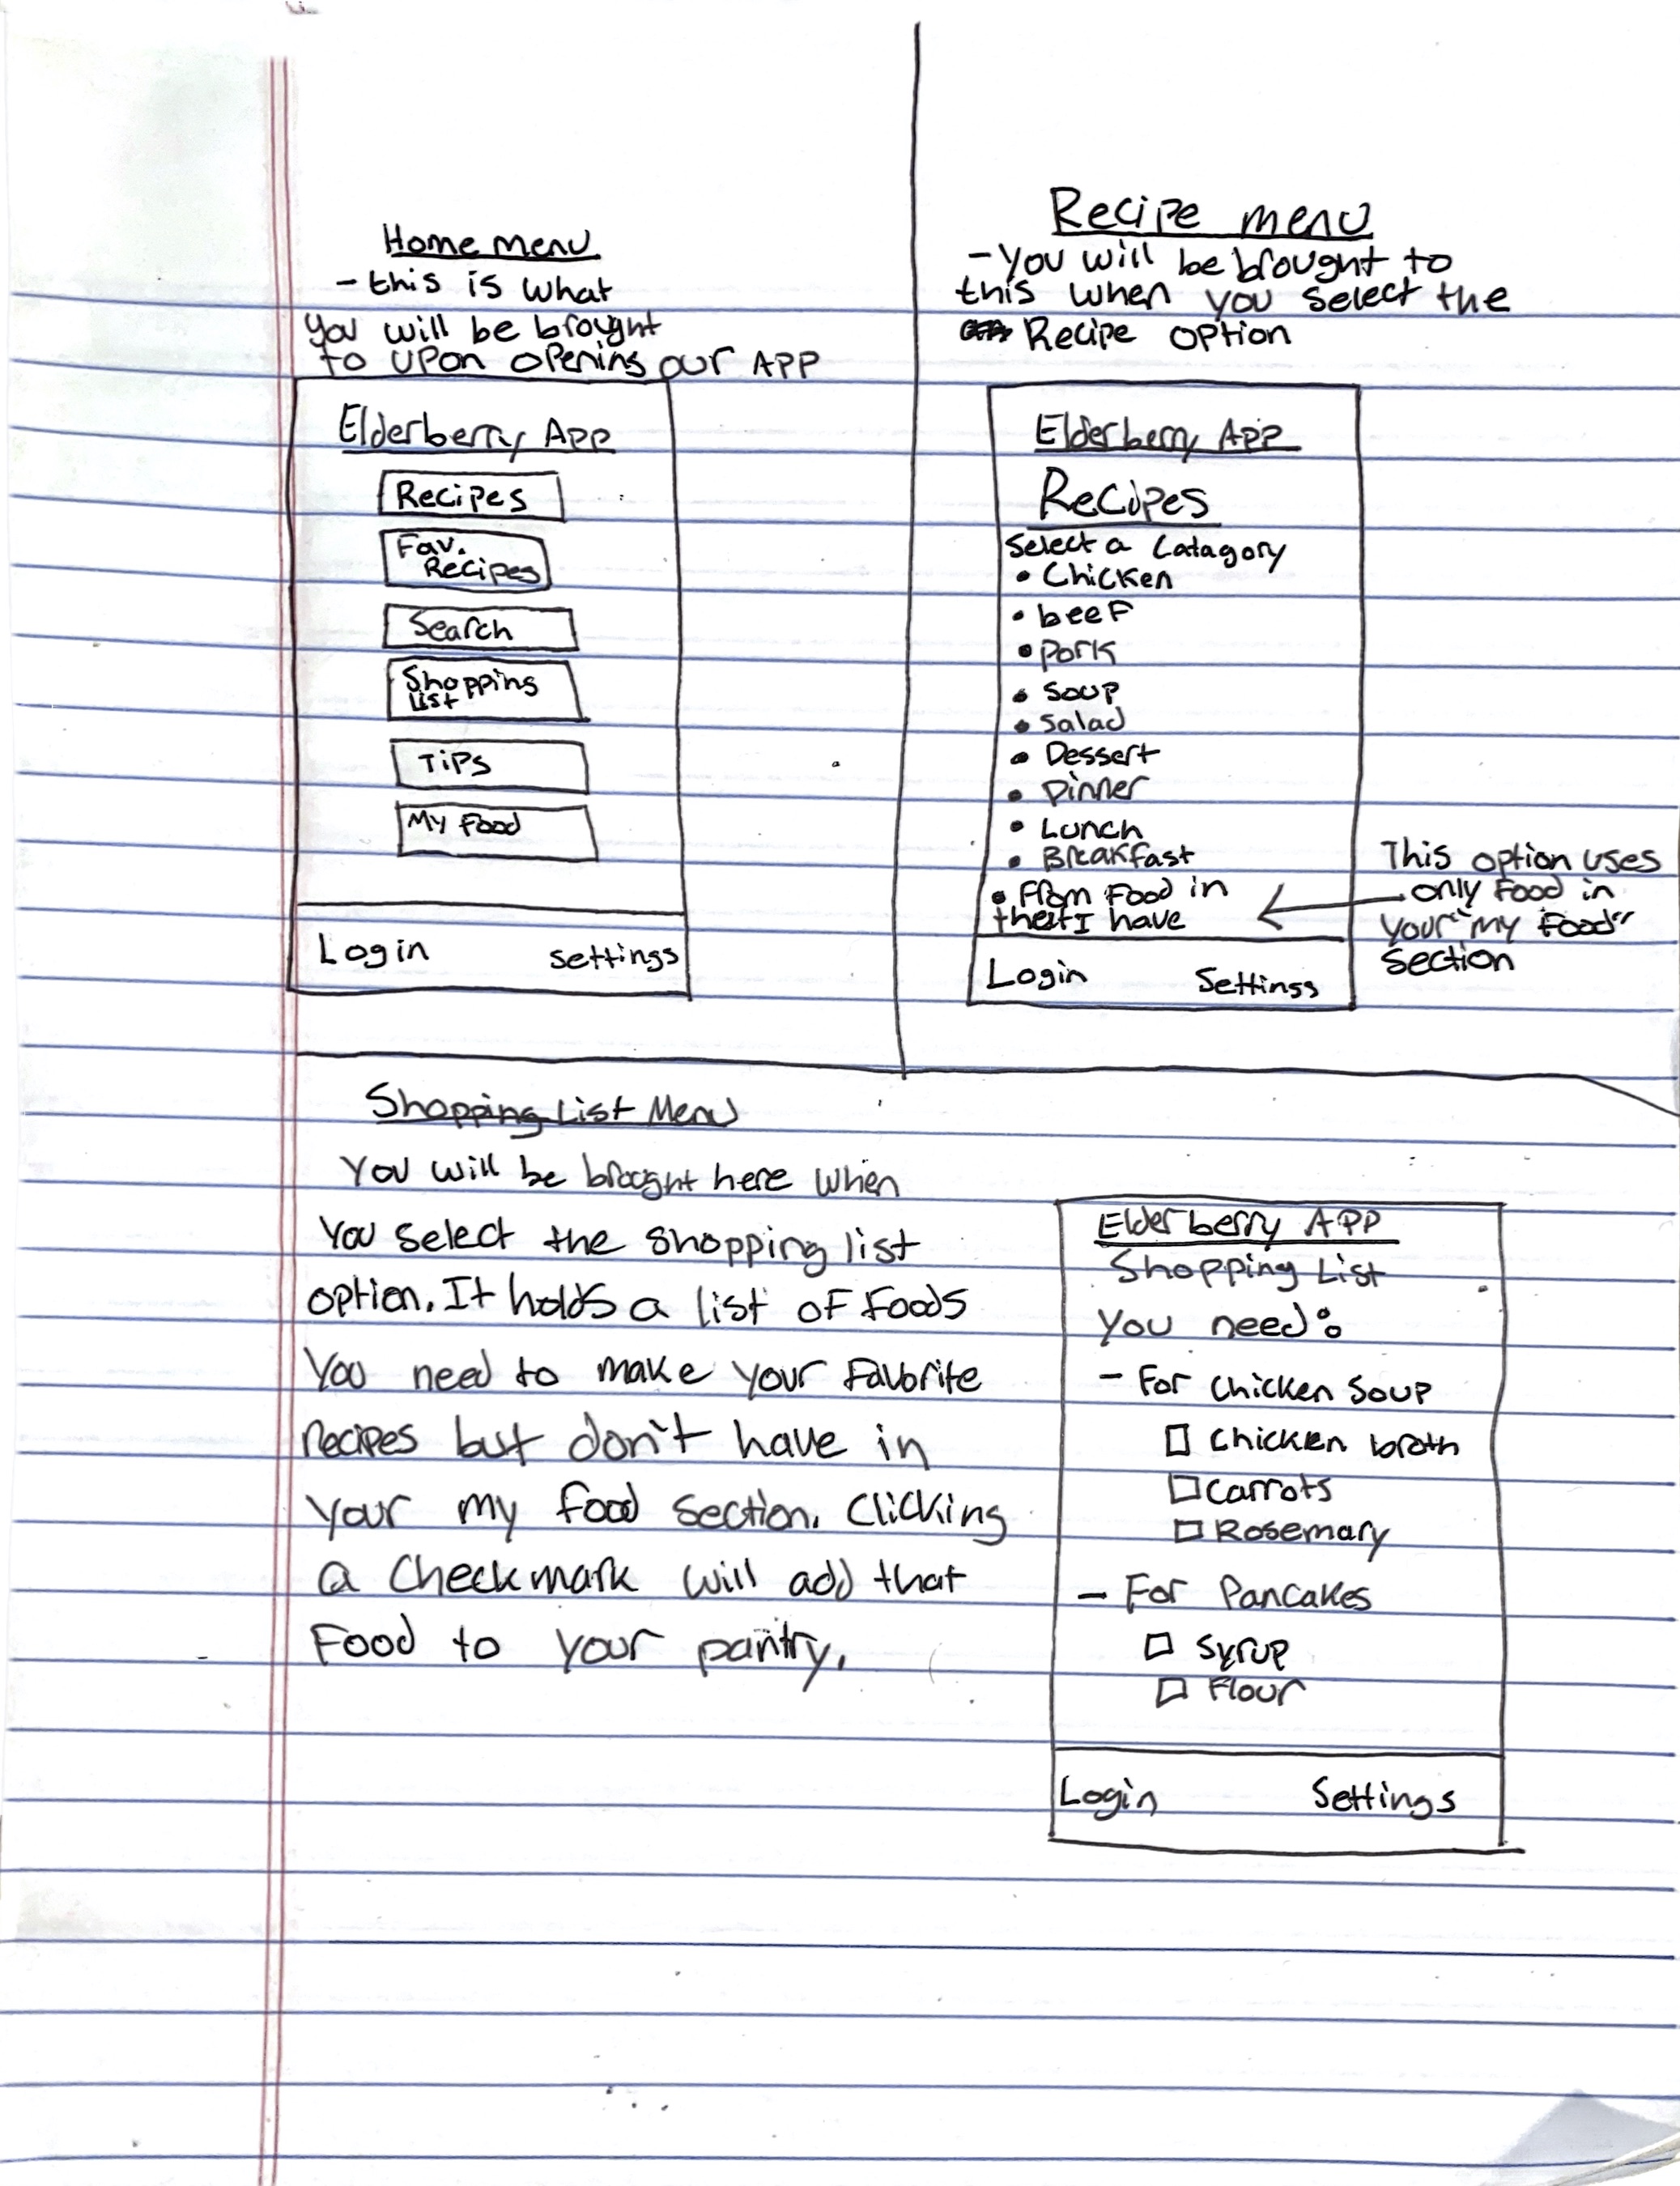 Home menu
- this is what
you will be brought
to upon opening our APP
Elderberry App
Recipes
Fav.
Recipes
Search
Shopping
List
Tips
My Food
Login settings
Recipe menu
- You will be brought to
this when you select the
Recipe option
Elderberry App
Recipes
Select a Catagory
• Chicken
• beef
• Pork
• Soup
• Salad
• Dessert
• Dinner
• Lunch
• Breakfast
• From Food in
that I have
Login Settings
This option uses
only Food in
your "my Food"
Section
Shopping List Menu
You will be brought here when
You select the shopping list
option. It holds a list of Foods
You need to make your Favorite
recipes but don't have in
your my food section. Clicking
a Checkmark will add that
Food to your pantry.
Elderberry APP
Shopping List
You need:
- For Chicken Soup
Chicken broth
Carrots
Rosemary
- For Pancakes
Syrup
Flour
Login Settings